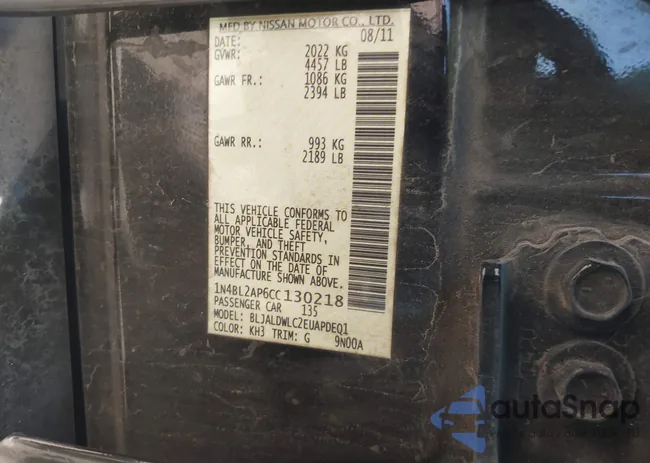 MFD BY NISSAN MOTOR CO., LTD.
DATE: 08/11
GVWR: 2022 KG
4457 LB
GAWR FR.: 1086 KG
2394 LB
GAWR RR.: 993 KG
2189 LB
THIS VEHICLE CONFORMS TO
ALL APPLICABLE FEDERAL
MOTOR VEHICLE SAFETY,
BUMPER, AND THEFT
PREVENTION STANDARDS IN
EFFECT ON THE DATE OF
MANUFACTURE SHOWN ABOVE.
1N4BL2AP6CC130218
PASSENGER CAR 135
MODEL: BLJALDWLC2EUAPDEQ1
COLOR: KH3 TRIM: G 9N00A
autaSnap